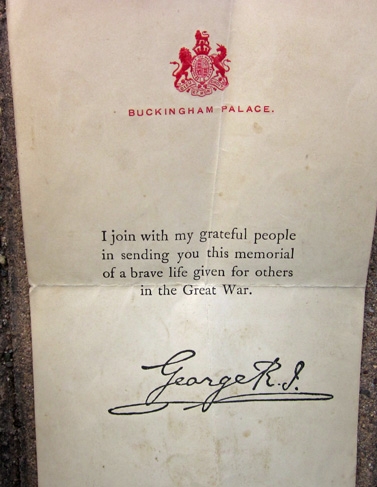 BUCKINGHAM PALACE.
I join with my grateful people
in sending you this memorial
of a brave life given for others
in the Great War.
George R.I.